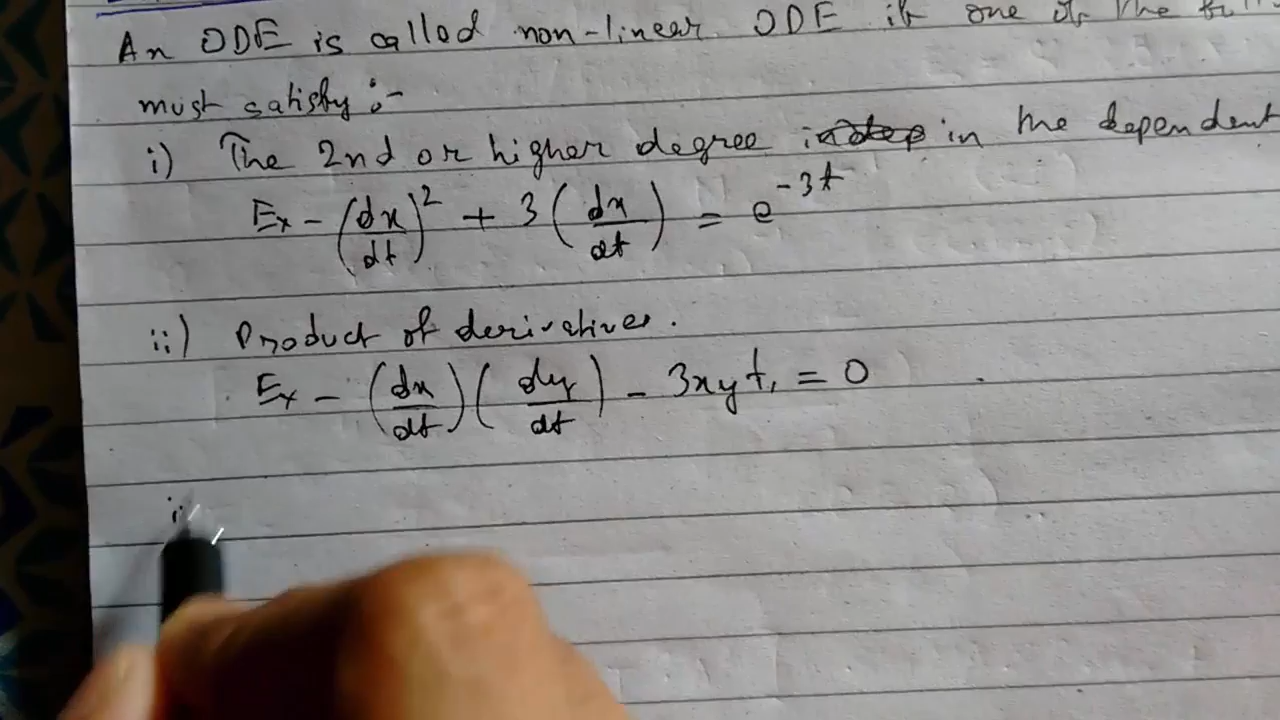 An ODE is called non-linear ODE if one of the
must satisfy :-
i) The 2nd or higher degree in the dependent
Ex - (dx/dt)² + 3 (dx/dt) = e^-3t
ii) Product of derivatives.
Ex - (dx/dt) (dy/dt) - 3xyt, = 0